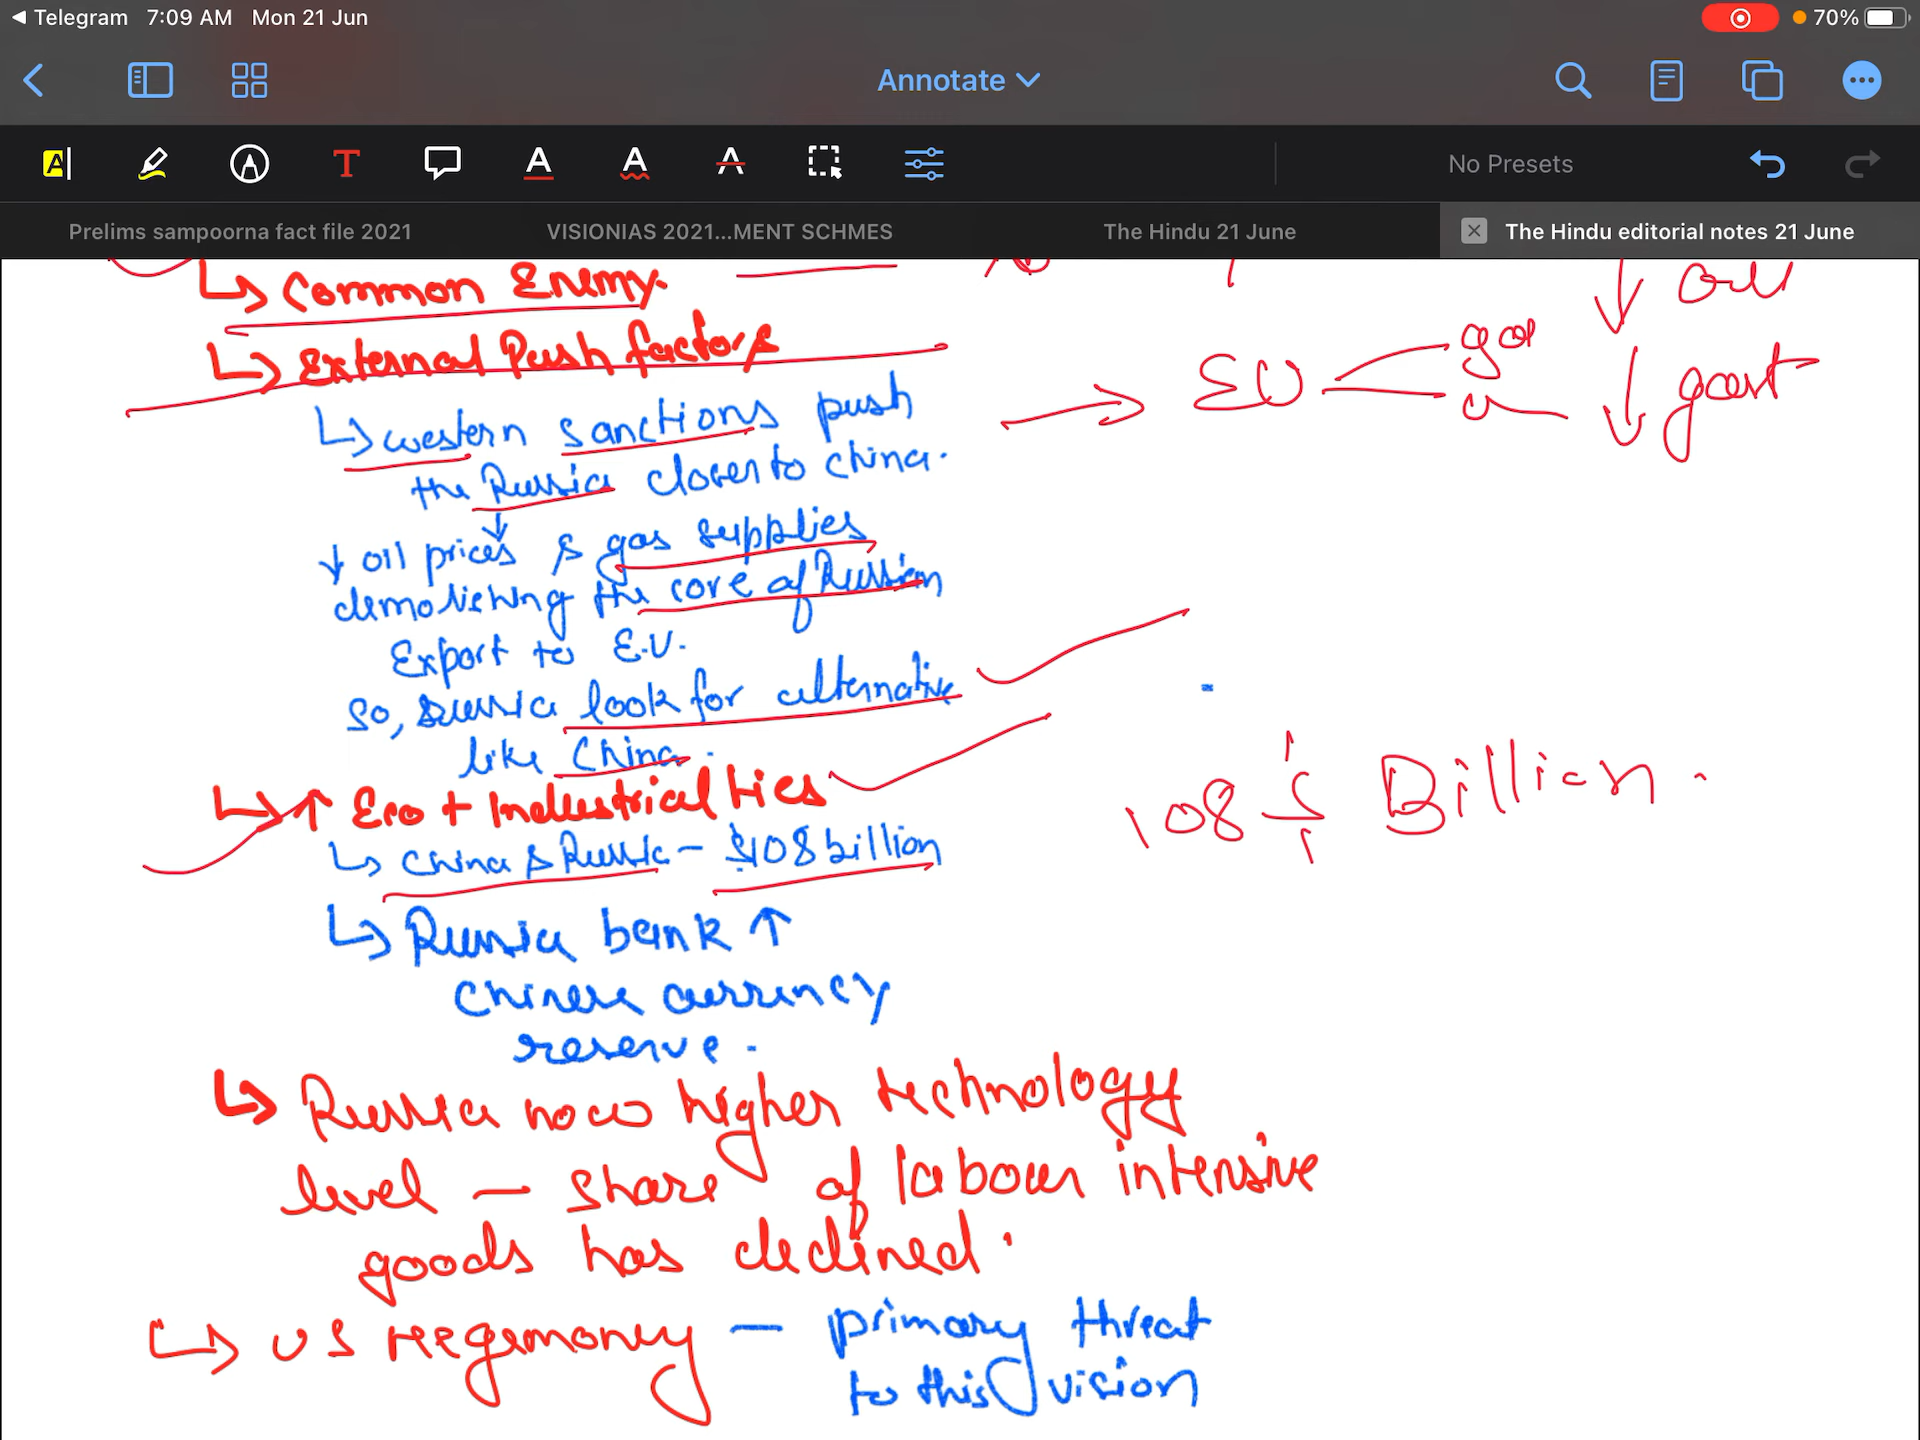 Telegram 7:09 AM Mon 21 Jun 70%
Annotate
No Presets
Prelims sampoorna fact file 2021 VISIONIAS 2021...MENT SCHMES The Hindu 21 June The Hindu editorial notes 21 June
↳ Common Enemy.
↳ External Push factors
↳ western sanctions push
the Russia closer to china.
↓ oil prices & gas supplies
demolishing the core of Russian
Export to E.U.
So, Russia look for alternative
like China.
↳ ↑ Eco + Industrial ties
↳ China & Russia - $108 billion
↳ Russia bank ↑
Chinese currency
reserve.
↳ Russia now higher technology
level - share of labour intensive
goods has declined.
↳ US Hegemoney - primary threat
to this vision
→ EU
↓
↓
108 $ Billion.